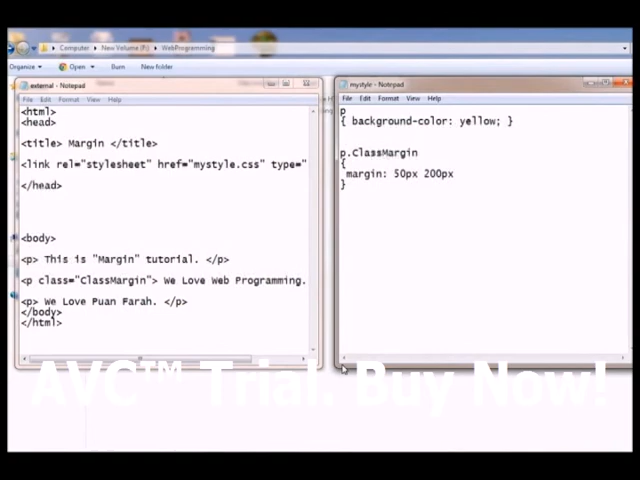 Computer New Volume (F:) WebProgramming
Organize Open Burn New folder
external - Notepad
File Edit Format View Help
<html>
<head>
<title> Margin </title>
<link rel="stylesheet" href="mystyle.css" type="
</head>
<body>
<p> This is "Margin" tutorial. </p>
<p class="ClassMargin"> We Love Web Programming.
<p> We Love Puan Farah. </p>
</body>
</html>
mystyle - Notepad
File Edit Format View Help
p
{ background-color: yellow; }
p.ClassMargin
{
margin: 50px 200px
}
AVC™ Trial. Buy Now!